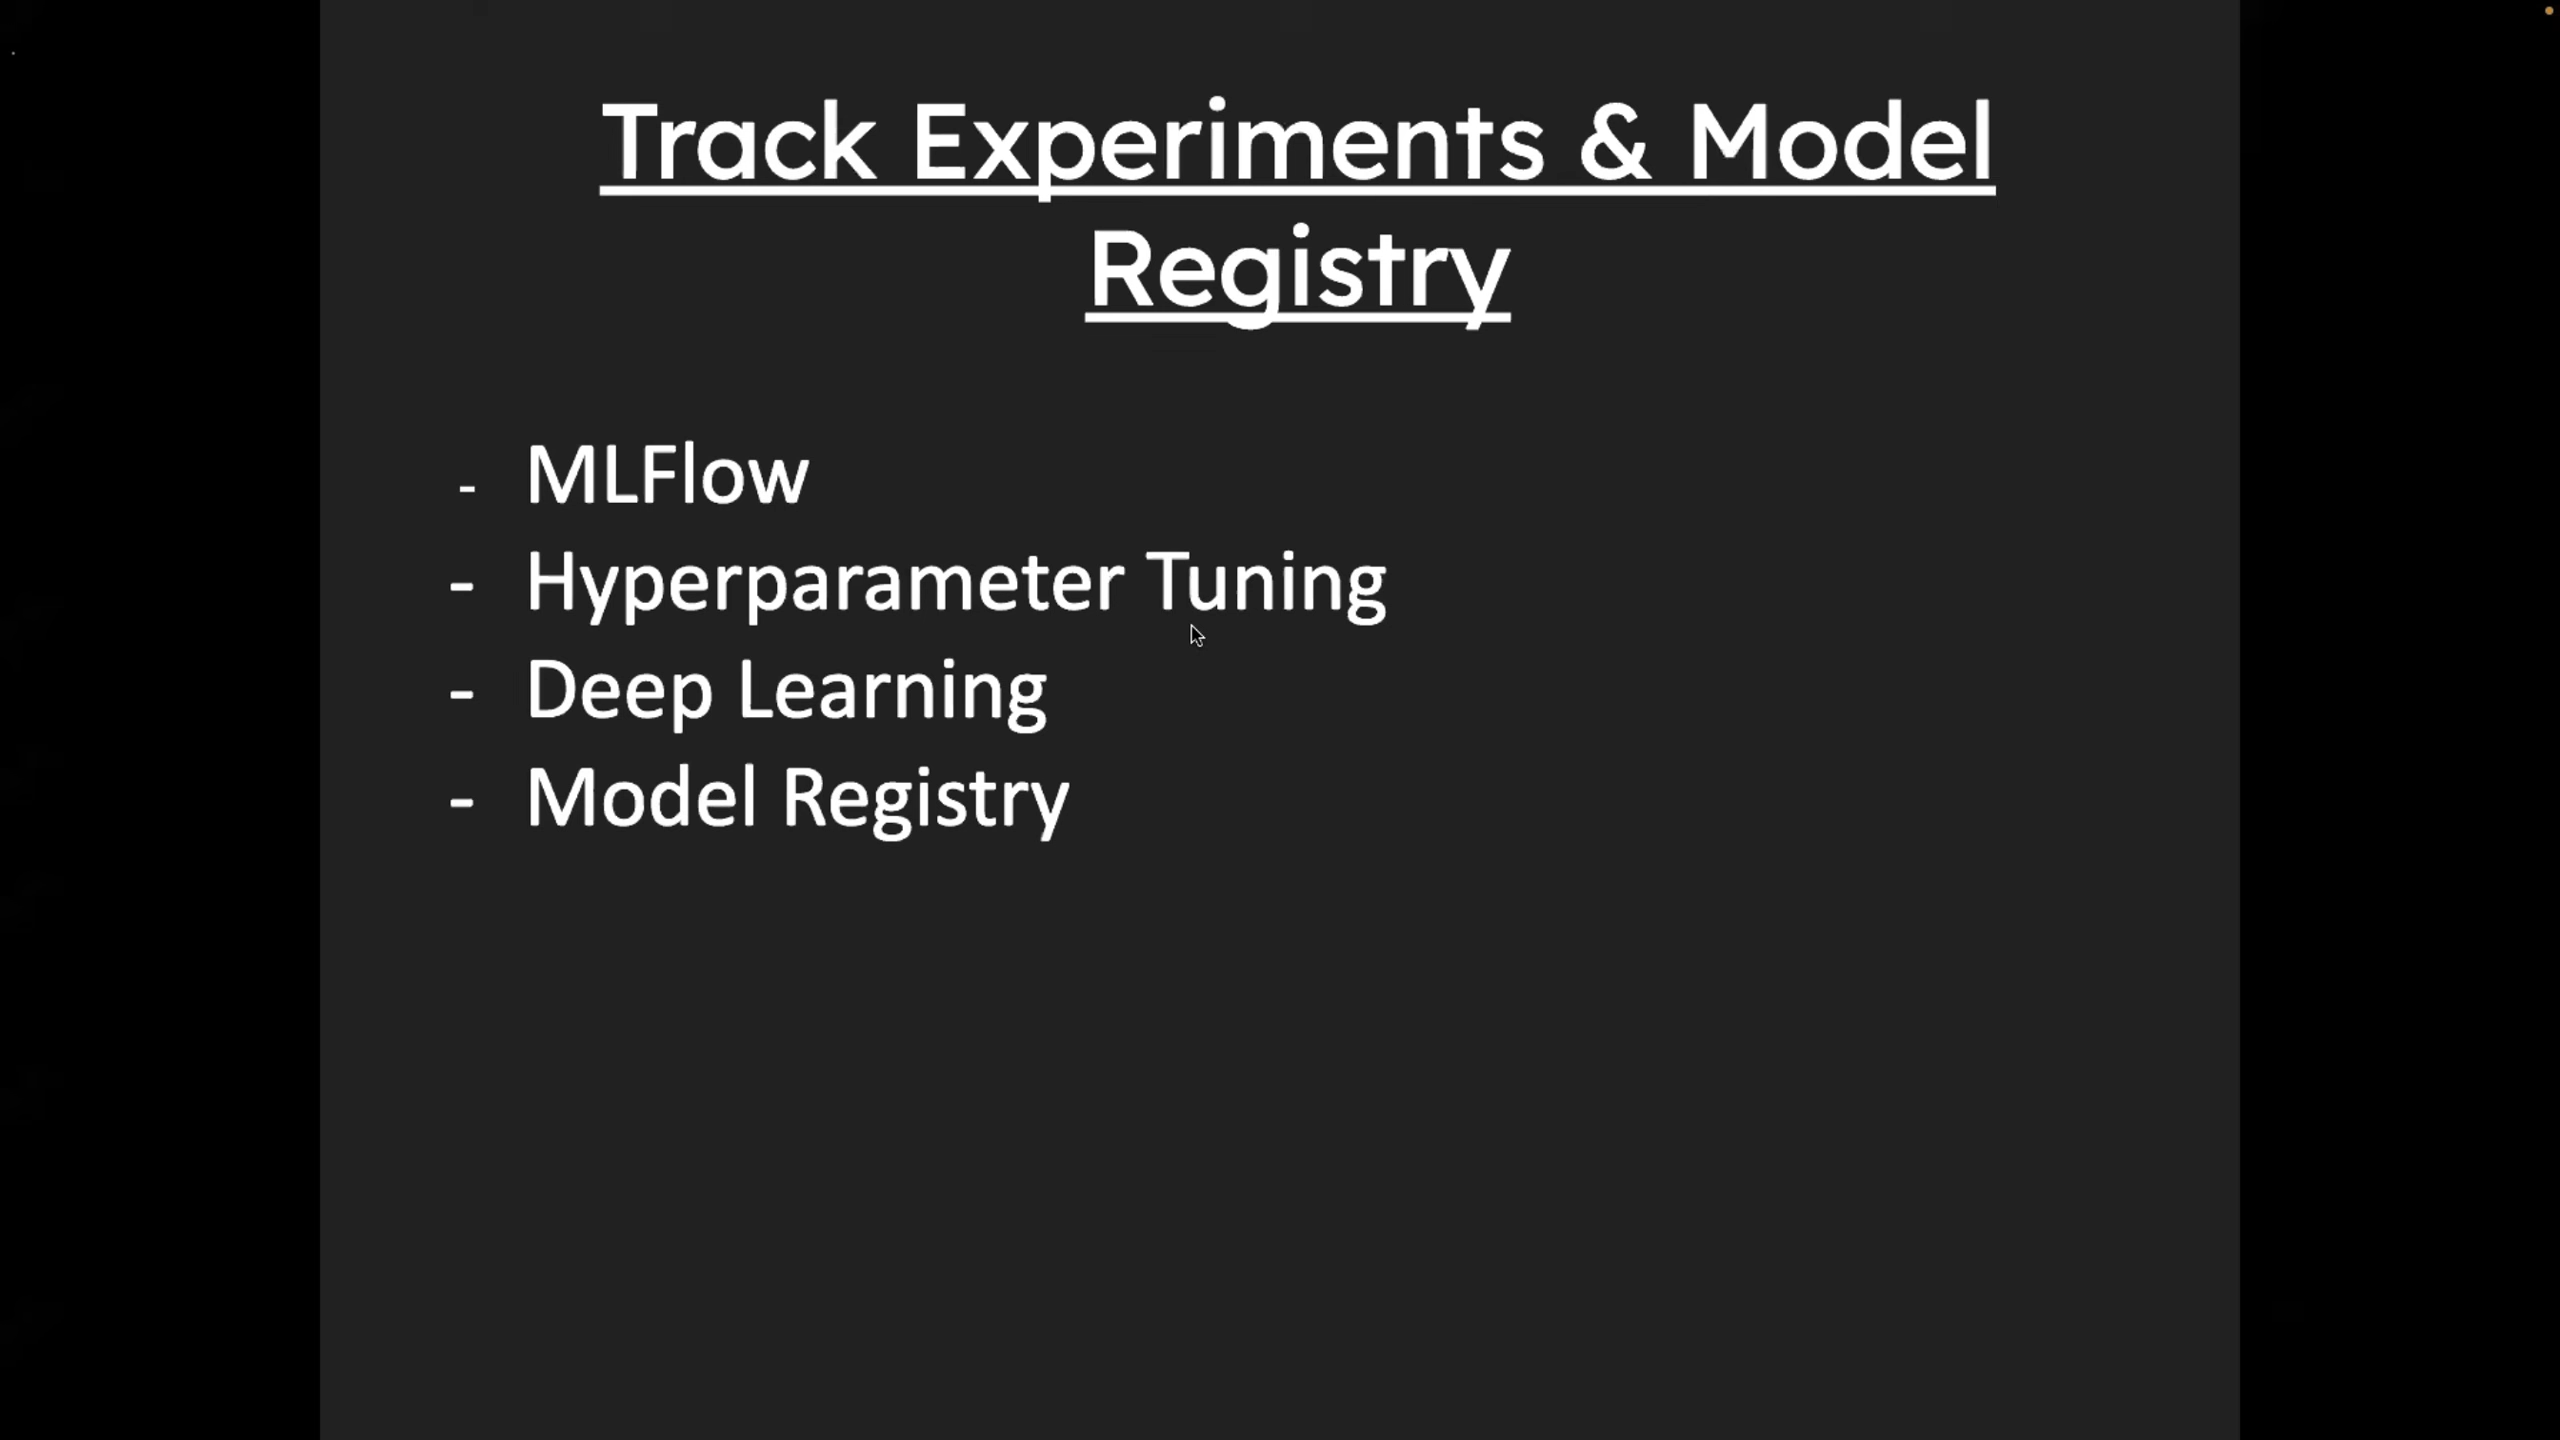 Track Experiments & Model
Registry
- MLFlow
- Hyperparameter Tuning
- Deep Learning
- Model Registry